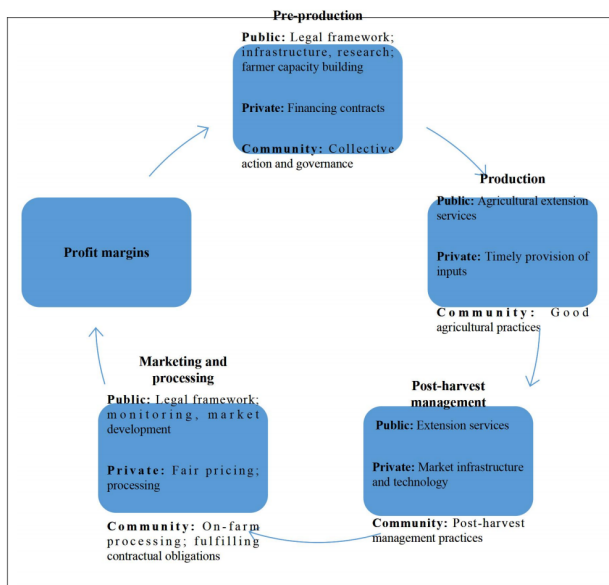 Pre-production
Public: Legal framework;
infrastructure, research;
farmer capacity building
Private: Financing contracts
Community: Collective
action and governance
Production
Public: Agricultural extension
services
Private: Timely provision of
inputs
Community: Good
agricultural practices
Post-harvest
management
Public: Extension services
Private: Market infrastructure
and technology
Community: Post-harvest
management practices
Marketing and
processing
Public: Legal framework;
monitoring, market
development
Private: Fair pricing;
processing
Community: On-farm
processing; fulfilling
contractual obligations
Profit margins